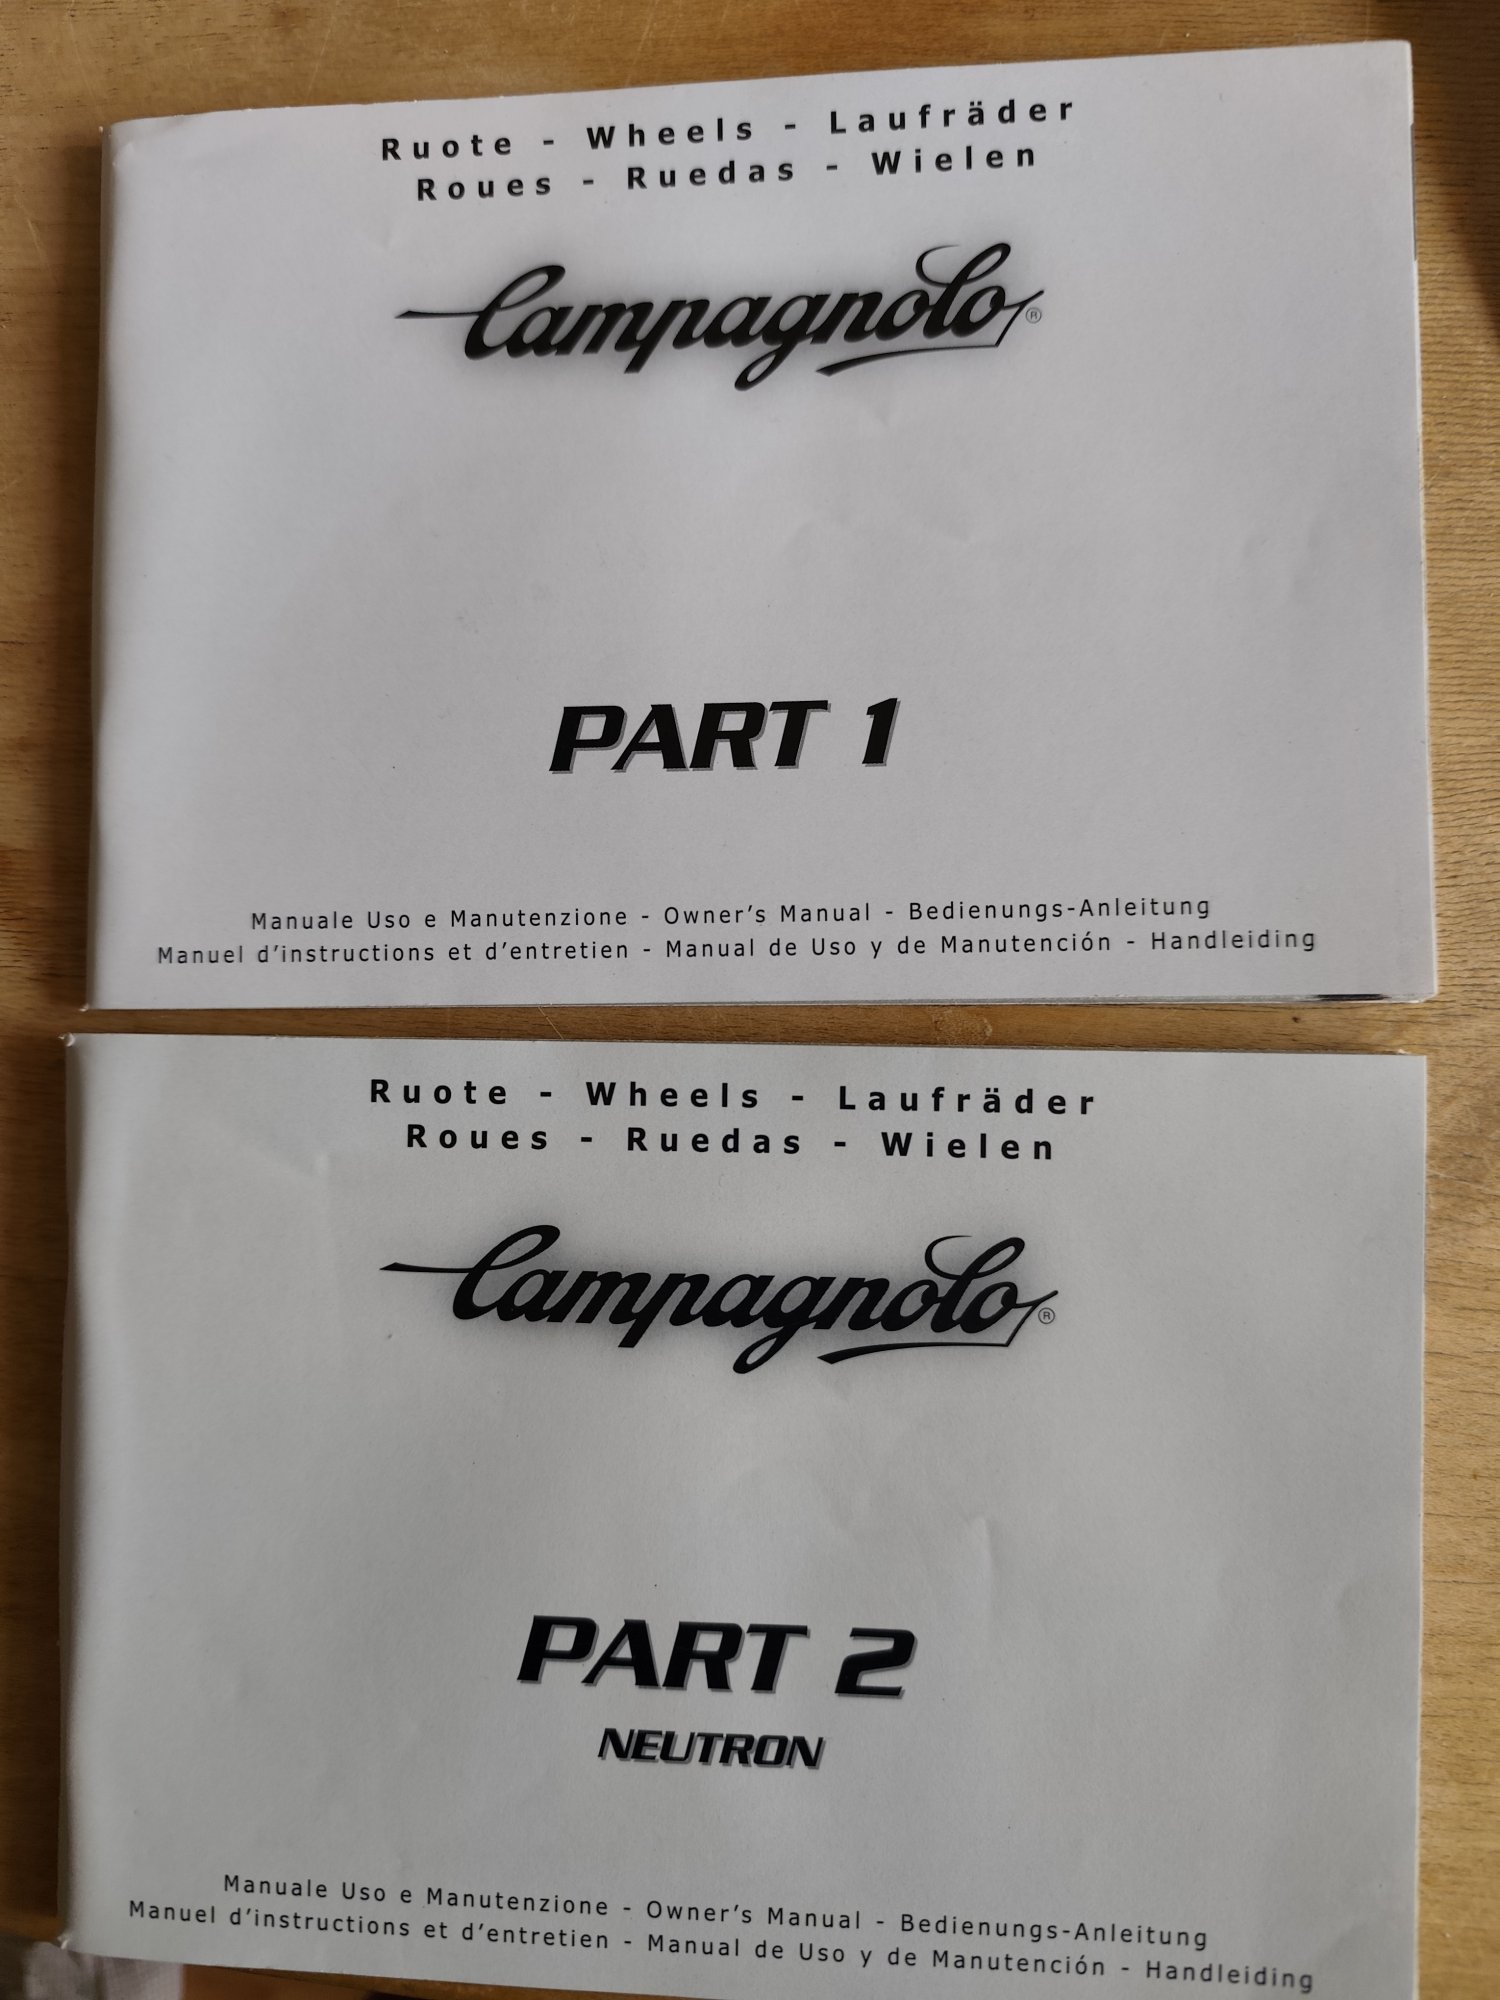 Ruote - Wheels - Laufräder
Roues - Ruedas - Wielen
Campagnolo®
PART 1
Manuale Uso e Manutenzione - Owner's Manual - Bedienungs-Anleitung
Manuel d'instructions et d'entretien - Manual de Uso y de Manutención - Handleiding
Ruote - Wheels - Laufräder
Roues - Ruedas - Wielen
Campagnolo®
PART 2
NEUTRON
Manuale Uso e Manutenzione - Owner's Manual - Bedienungs-Anleitung
Manuel d'instructions et d'entretien - Manual de Uso y de Manutención - Handleiding